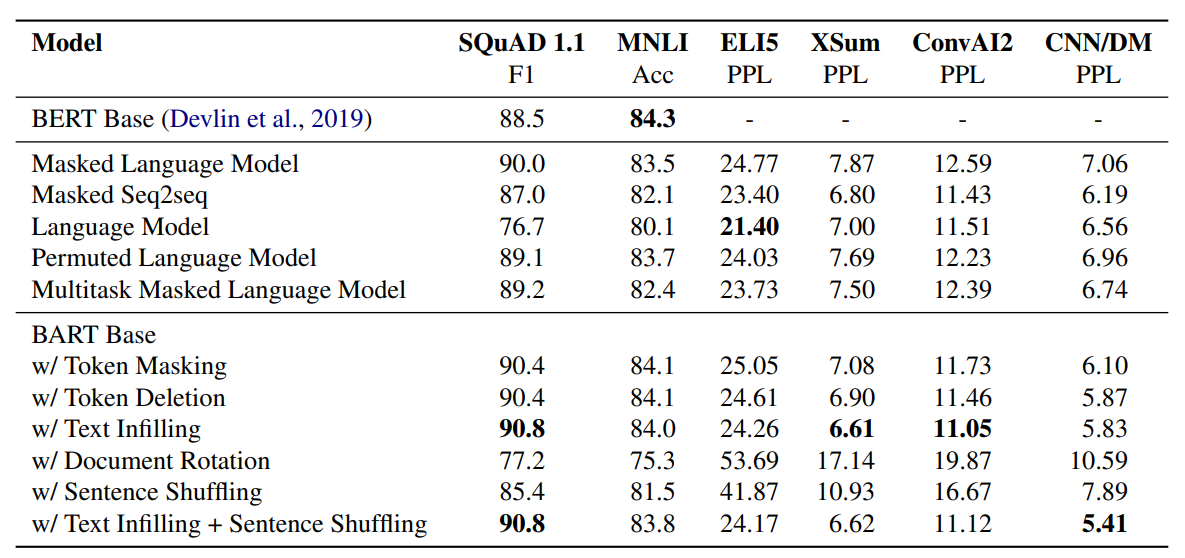 Model SQuAD 1.1 MNLI ELI5 XSum ConvAI2 CNN/DM
F1 Acc PPL PPL PPL PPL
BERT Base (Devlin et al., 2019) 88.5 84.3 - - - -
Masked Language Model 90.0 83.5 24.77 7.87 12.59 7.06
Masked Seq2seq 87.0 82.1 23.40 6.80 11.43 6.19
Language Model 76.7 80.1 21.40 7.00 11.51 6.56
Permuted Language Model 89.1 83.7 24.03 7.69 12.23 6.96
Multitask Masked Language Model 89.2 82.4 23.73 7.50 12.39 6.74
BART Base
w/ Token Masking 90.4 84.1 25.05 7.08 11.73 6.10
w/ Token Deletion 90.4 84.1 24.61 6.90 11.46 5.87
w/ Text Infilling 90.8 84.0 24.26 6.61 11.05 5.83
w/ Document Rotation 77.2 75.3 53.69 17.14 19.87 10.59
w/ Sentence Shuffling 85.4 81.5 41.87 10.93 16.67 7.89
w/ Text Infilling + Sentence Shuffling 90.8 83.8 24.17 6.62 11.12 5.41